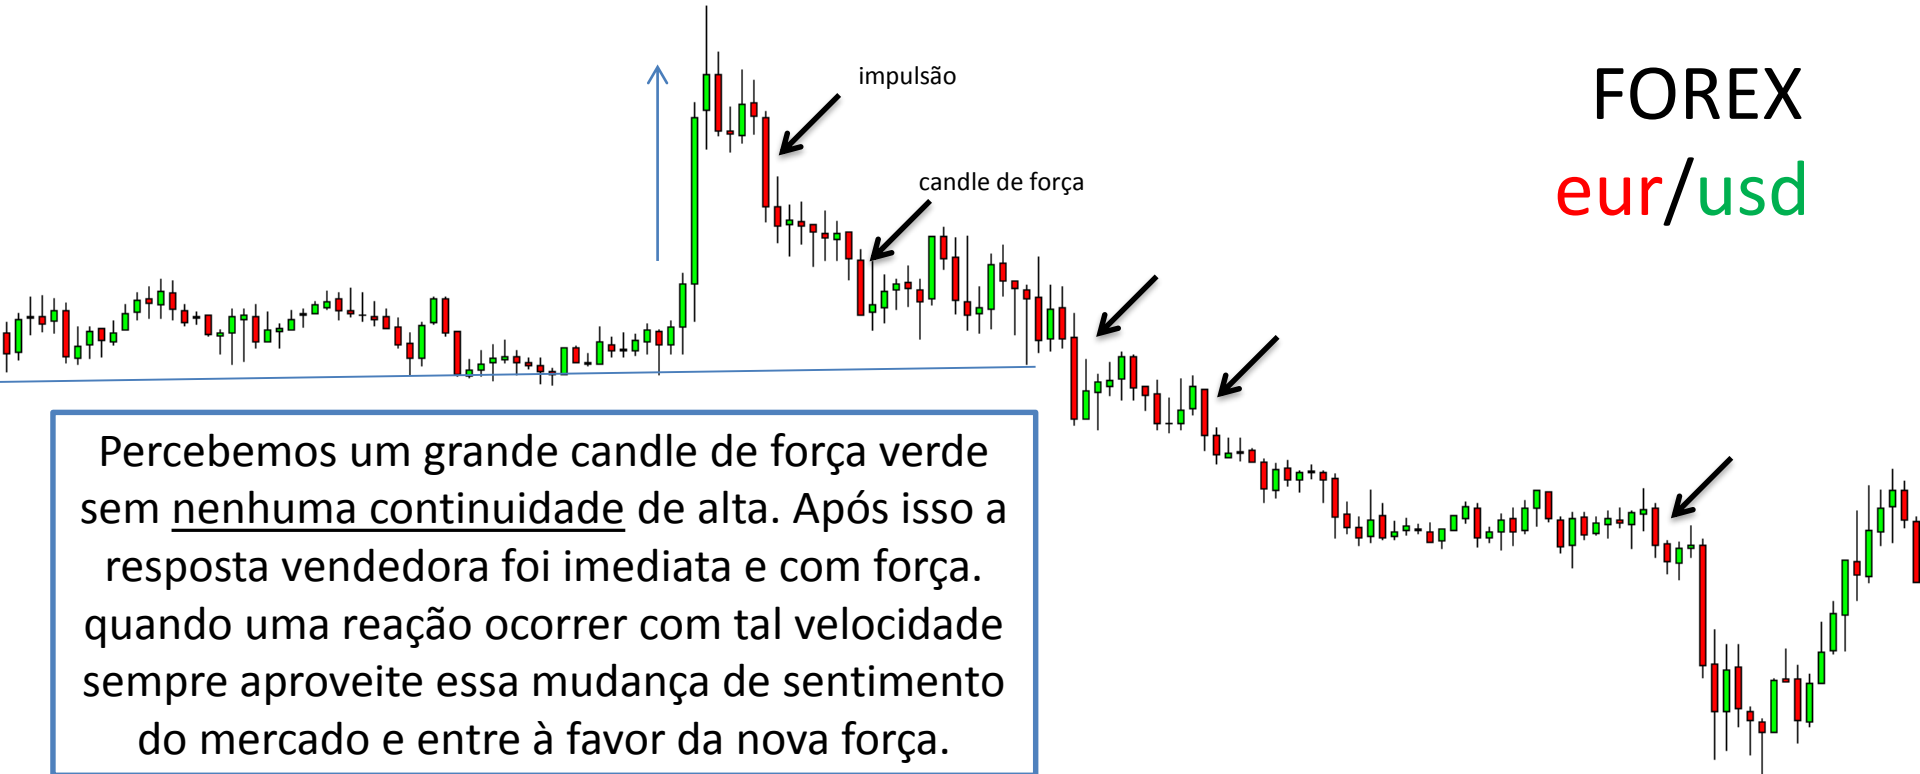 impulsão
FOREX
candle de força
eur/usd
Percebemos um grande candle de força verde
sem nenhuma continuidade de alta. Após isso a
resposta vendedora foi imediata e com força.
quando uma reação ocorrer com tal velocidade
sempre aproveite essa mudança de sentimento
do mercado e entre à favor da nova força.